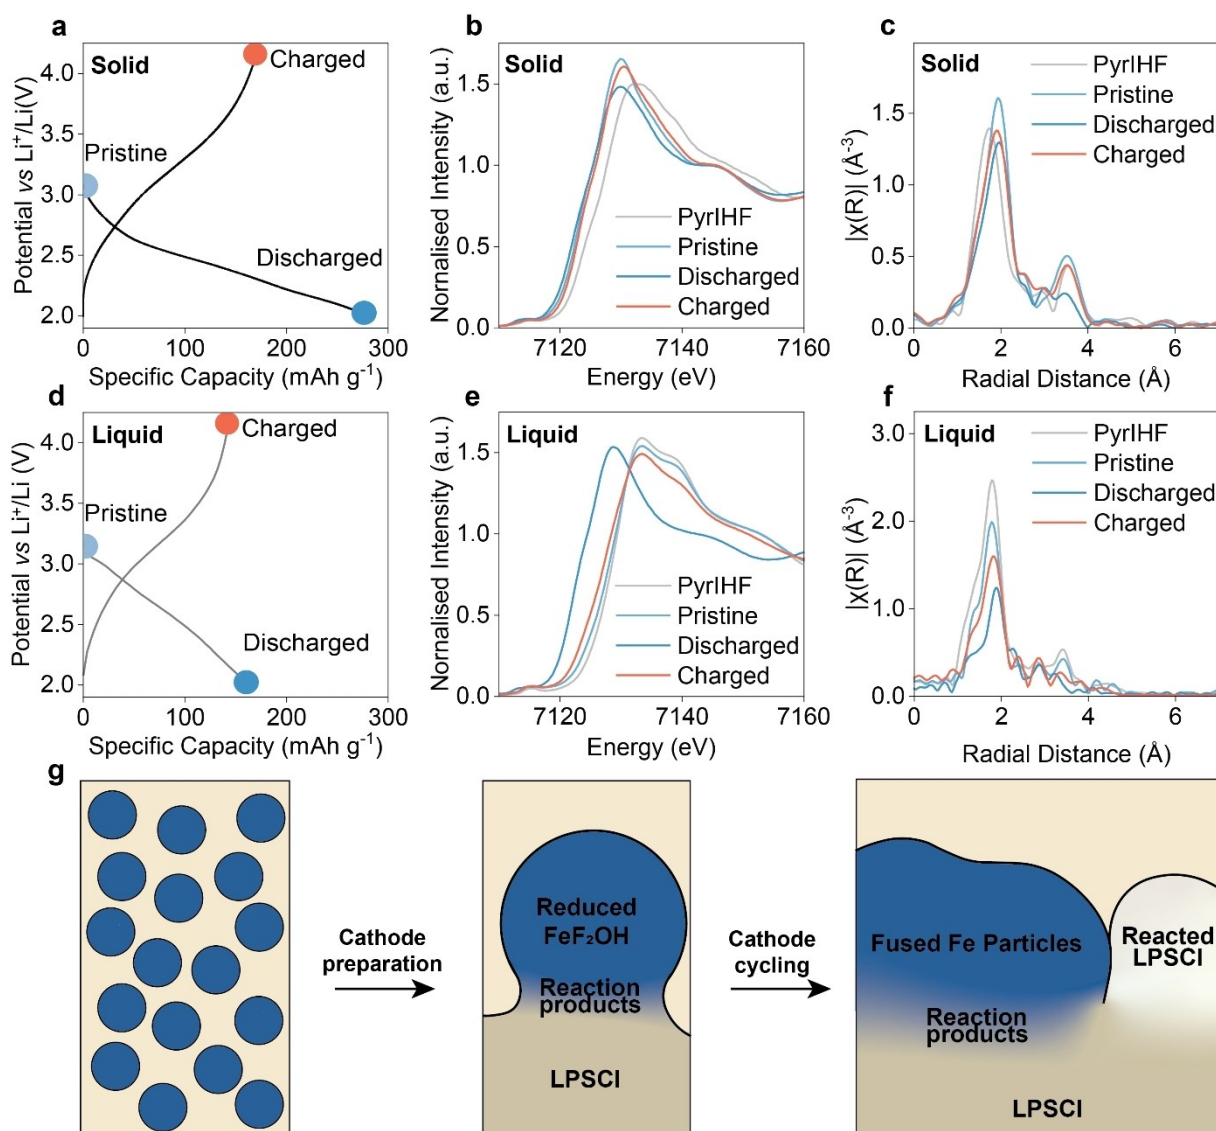 a
Solid
Charged
Pristine
Discharged
4.0
3.5
3.0
2.5
2.0
0
100
200
300
Potential vs Li⁺/Li(V)
Specific Capacity (mAh g⁻¹)
b
Solid
PyrIHF
Pristine
Discharged
Charged
1.5
1.0
0.5
0.0
7120
7140
7160
Nornalised Intensity (a.u.)
Energy (eV)
c
Solid
PyrIHF
Pristine
Discharged
Charged
1.5
1.0
0.5
0.0
0
2
4
6
|χ(R)| (Å⁻³)
Radial Distance (Å)
d
Liquid
Charged
Pristine
Discharged
4.0
3.5
3.0
2.5
2.0
0
100
200
300
Potential vs Li⁺/Li (V)
Specific Capacity (mAh g⁻¹)
e
Liquid
PyrIHF
Pristine
Discharged
Charged
1.5
1.0
0.5
0.0
7120
7140
7160
Nornalised Intensity (a.u.)
Energy (eV)
f
Liquid
PyrIHF
Pristine
Discharged
Charged
3.0
2.0
1.0
0.0
0
2
4
6
|χ(R)| (Å⁻³)
Radial Distance (Å)
g
Cathode
preparation
Reduced
FeF₂OH
Reaction
products
LPSCI
Cathode
cycling
Fused Fe Particles
Reacted
LPSCI
Reaction
products
LPSCI